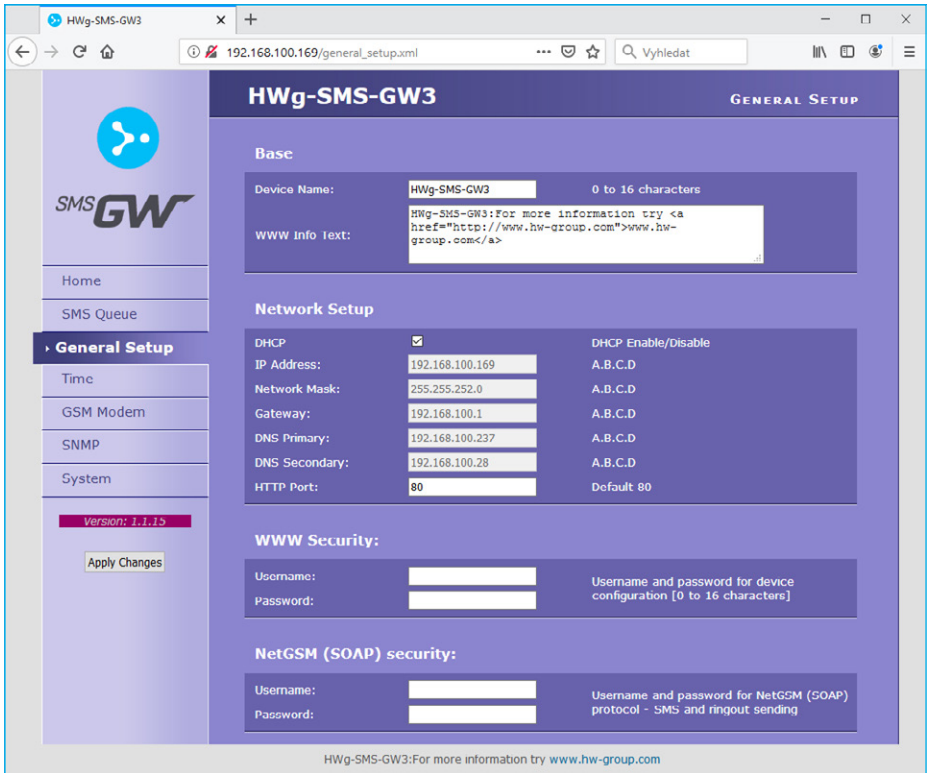 HWg-SMS-GW3
192.168.100.169/general_setup.xml
Vyhledat
HWg-SMS-GW3
GENERAL SETUP
SMS GW
Home
SMS Queue
General Setup
Time
GSM Modem
SNMP
System
Version: 1.1.15
Apply Changes
Base
Device Name: HWg-SMS-GW3 0 to 16 characters
WWW Info Text: HWg-SMS-GW3:For more information try <a
href="http://www.hw-group.com">www.hw-
group.com</a>
Network Setup
DHCP DHCP Enable/Disable
IP Address: 192.168.100.169 A.B.C.D
Network Mask: 255.255.252.0 A.B.C.D
Gateway: 192.168.100.1 A.B.C.D
DNS Primary: 192.168.100.237 A.B.C.D
DNS Secondary: 192.168.100.28 A.B.C.D
HTTP Port: 80 Default 80
WWW Security:
Username:
Password:
Username and password for device
configuration [0 to 16 characters]
NetGSM (SOAP) security:
Username:
Password:
Username and password for NetGSM (SOAP)
protocol - SMS and ringout sending
HWg-SMS-GW3:For more information try www.hw-group.com